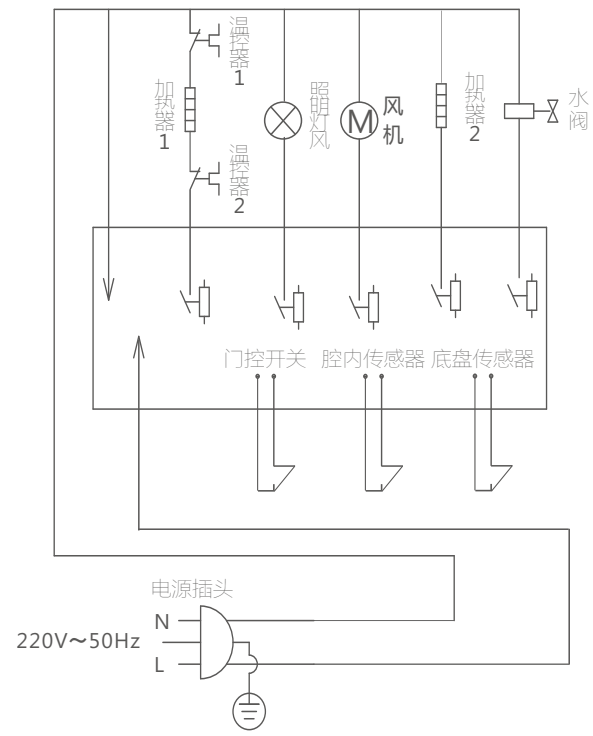 温控器1
加热器1
温控器2
照明灯风
M
风机
加热器2
水阀
门控开关 腔内传感器 底盘传感器
电源插头
N
220V～50Hz
L